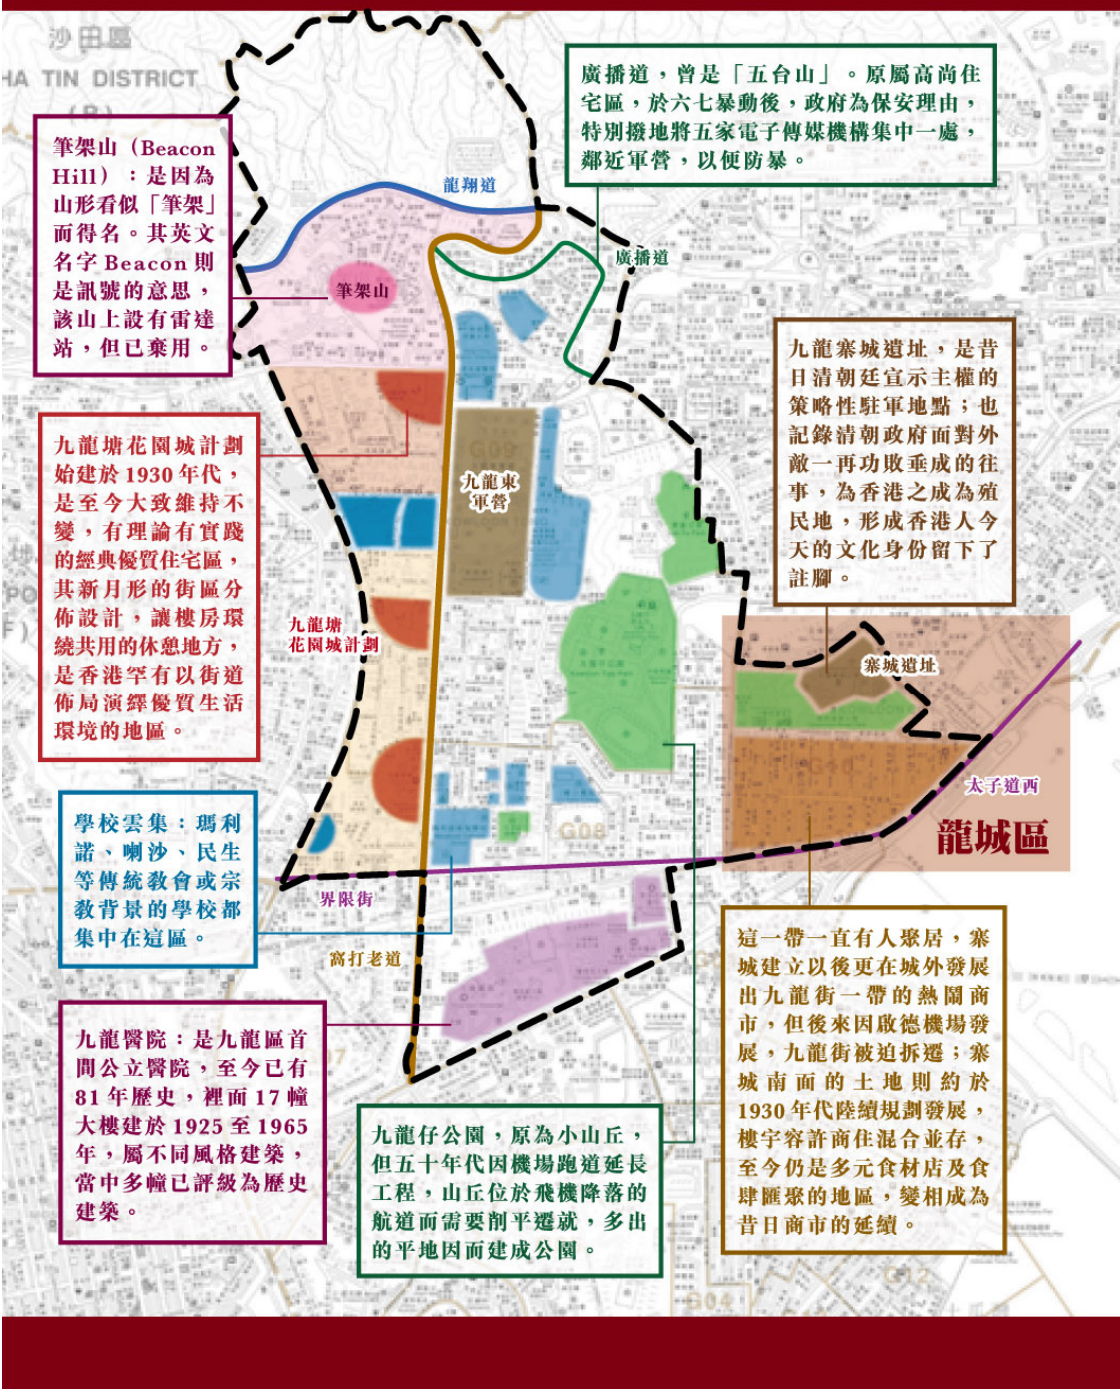 沙田區
HA TIN DISTRICT
廣播道，曾是「五台山」。原屬高尚住
宅區，於六七暴動後，政府為保安理由，
特別撥地將五家電子傳媒機構集中一處，
鄰近軍營，以便防暴。
筆架山（Beacon
Hill）：是因為
山形看似「筆架」
而得名。其英文
名字 Beacon 則
是訊號的意思，
該山上設有雷達
站，但已棄用。
龍翔道
廣播道
筆架山
九龍寨城遺址，是昔
日清朝廷宣示主權的
策略性駐軍地點；也
記錄清朝政府面對外
敵一再功敗垂成的往
事，為香港之成為殖
民地，形成香港人今
天的文化身份留下了
註腳。
九龍塘花園城計劃
始建於 1930 年代，
是至今大致維持不
變，有理論有實踐
的經典優質住宅區，
其新月形的街區分
佈設計，讓樓房環
繞共用的休憩地方，
是香港罕有以街道
佈局演繹優質生活
環境的地區。
G09
九龍東
軍營
九龍塘
花園城計劃
寨城遺址
太子道西
龍城區
G08
學校雲集：瑪利
諾、喇沙、民生
等傳統教會或宗
教背景的學校都
集中在這區。
界限街
窩打老道
這一帶一直有人聚居，寨
城建立以後更在城外發展
出九龍街一帶的熱鬧商
市，但後來因啟德機場發
展，九龍街被迫拆遷；寨
城南面的土地則約於
1930 年代陸續規劃發展，
樓宇容許商住混合並存，
至今仍是多元食材店及食
肆匯聚的地區，變相成為
昔日商市的延續。
九龍醫院：是九龍區首
間公立醫院，至今已有
81 年歷史，裡面 17 幢
大樓建於 1925 至 1965
年，屬不同風格建築，
當中多幢已評級為歷史
建築。
九龍仔公園，原為小山丘，
但五十年代因機場跑道延長
工程，山丘位於飛機降落的
航道而需要削平遷就，多出
的平地因而建成公園。
G12
G04